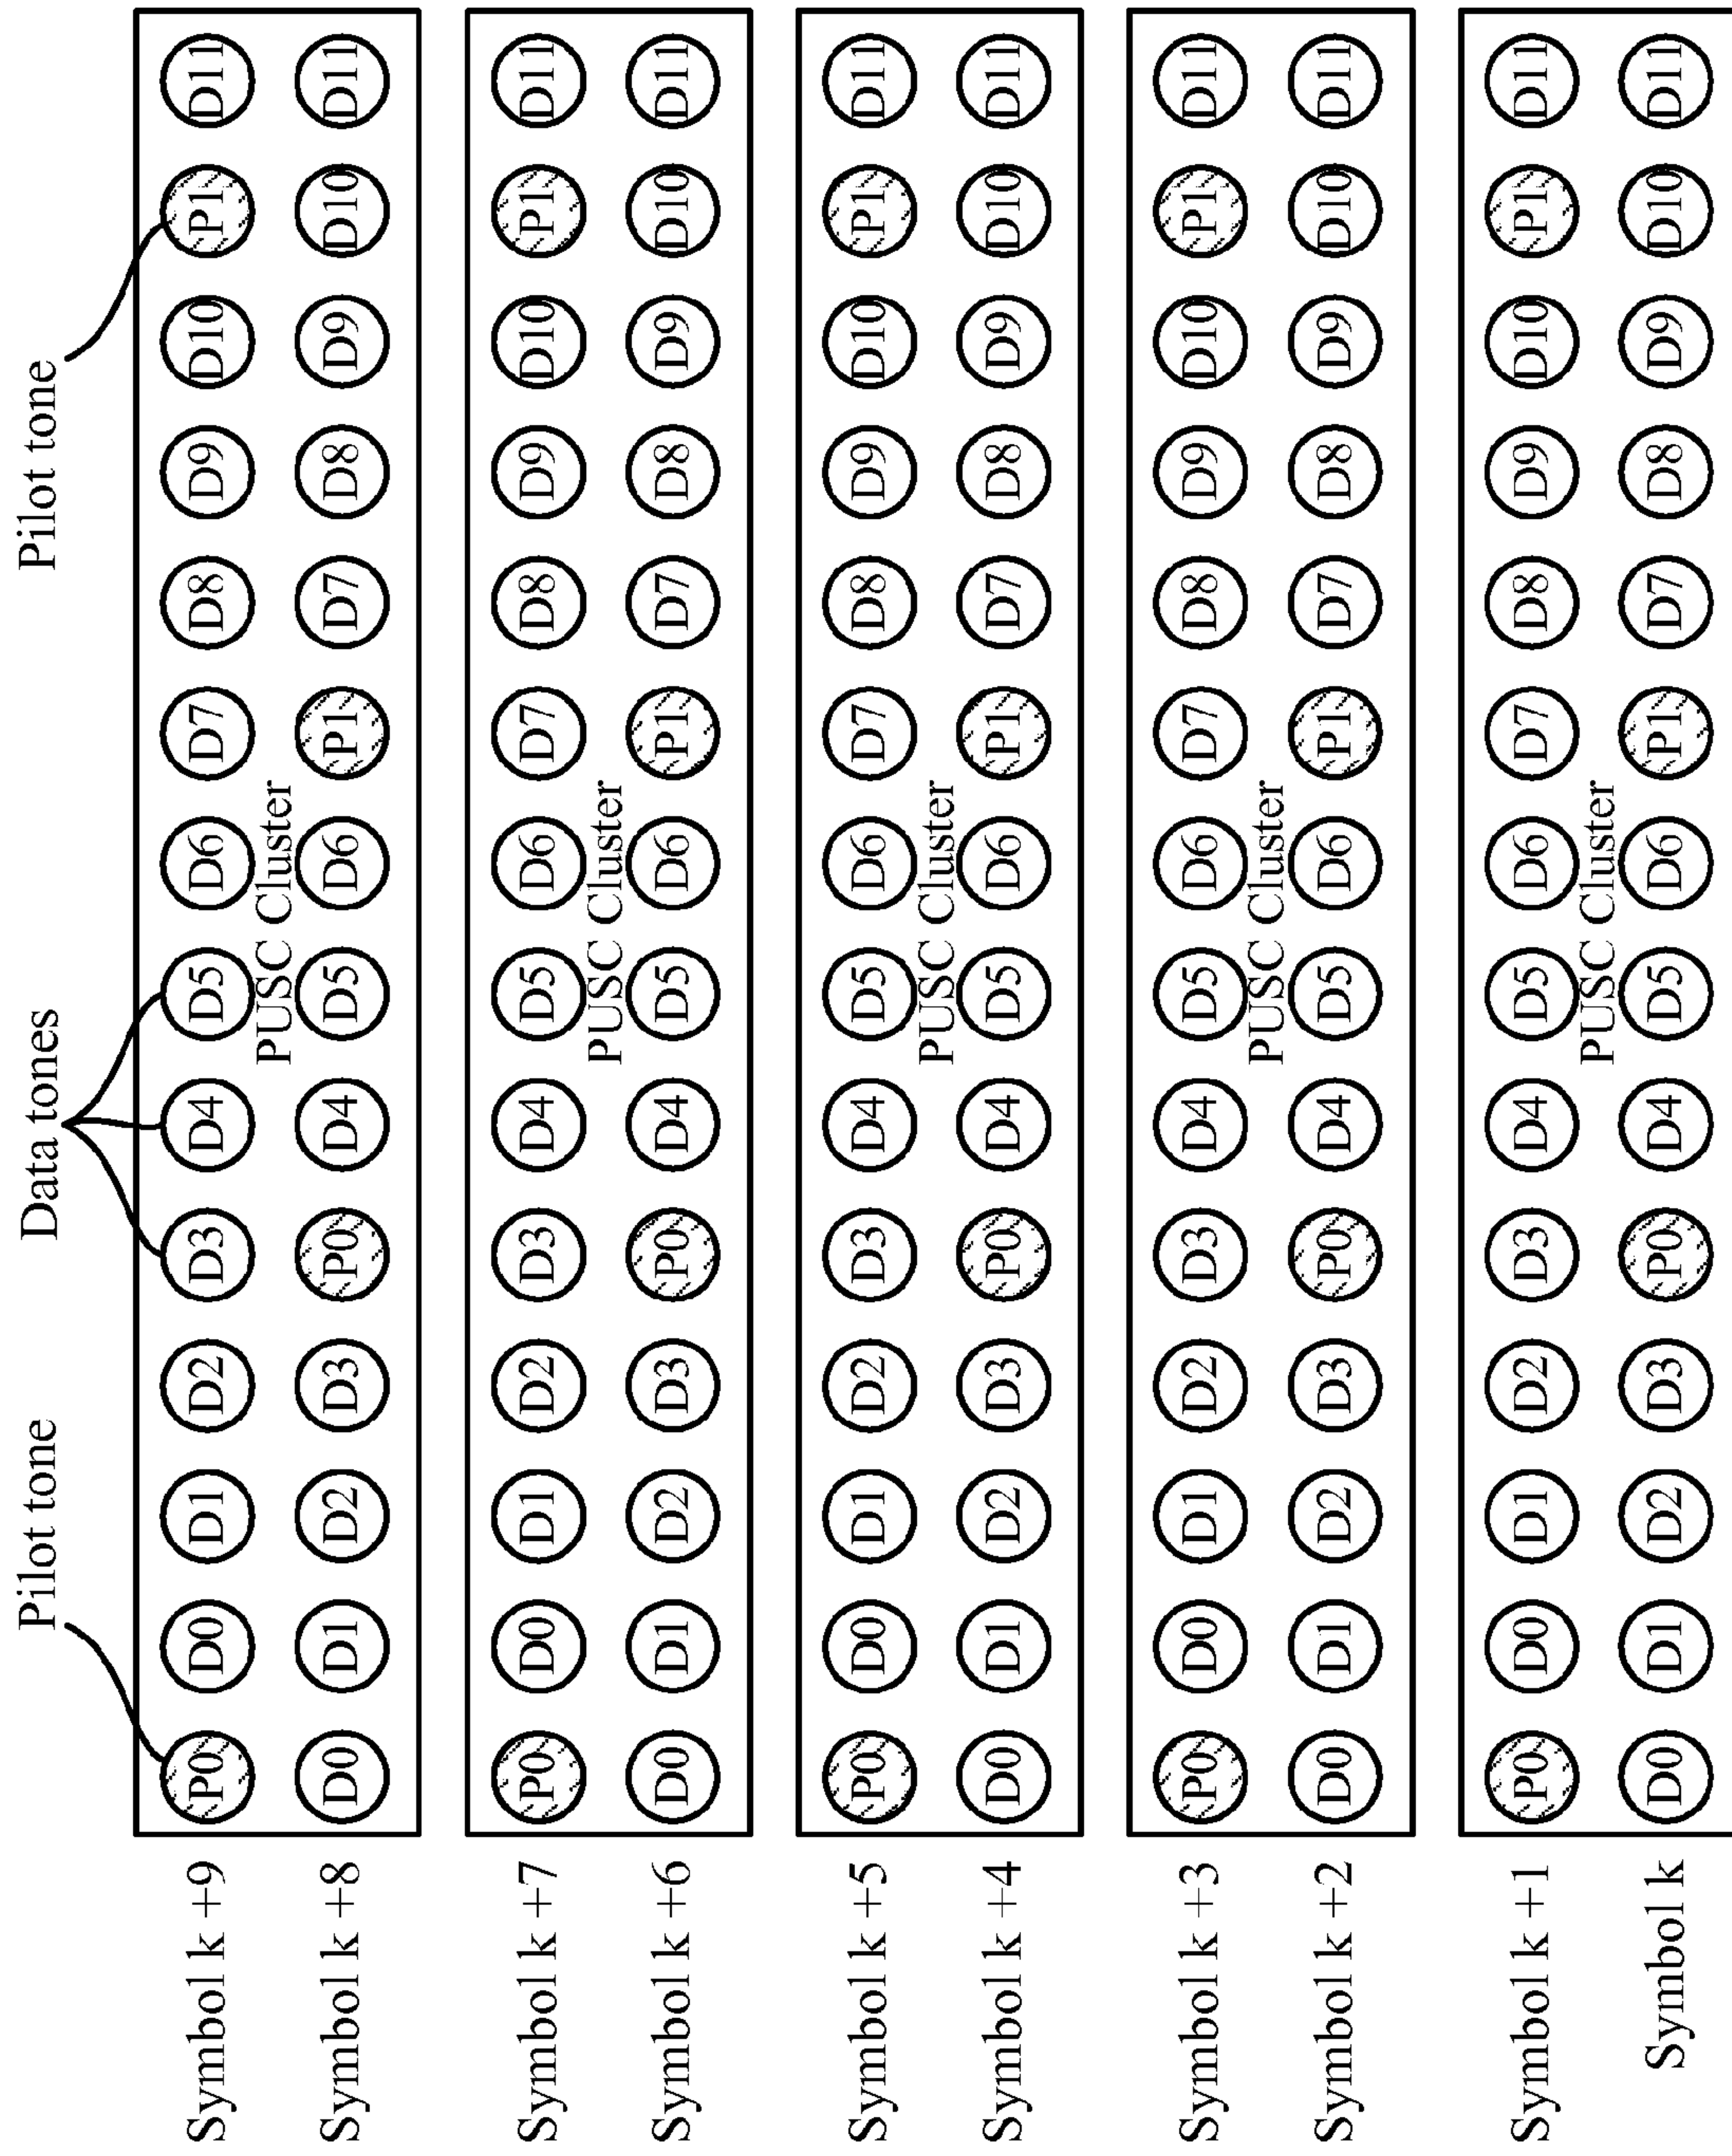 Pilot tone Data tones Pilot tone
Symbol k +9 P0 D0 D1 D2 D3 D4 D5 D6 D7 D8 D9 D10 P1 D11
PUSC Cluster
Symbol k +8 D0 D1 D2 D3 P0 D4 D5 D6 P1 D7 D8 D9 D10 D11
Symbol k +7 P0 D0 D1 D2 D3 D4 D5 D6 D7 D8 D9 D10 P1 D11
PUSC Cluster
Symbol k +6 D0 D1 D2 D3 P0 D4 D5 D6 P1 D7 D8 D9 D10 D11
Symbol k +5 P0 D0 D1 D2 D3 D4 D5 D6 D7 D8 D9 D10 P1 D11
PUSC Cluster
Symbol k +4 D0 D1 D2 D3 P0 D4 D5 D6 P1 D7 D8 D9 D10 D11
Symbol k +3 P0 D0 D1 D2 D3 D4 D5 D6 D7 D8 D9 D10 P1 D11
PUSC Cluster
Symbol k +2 D0 D1 D2 D3 P0 D4 D5 D6 P1 D7 D8 D9 D10 D11
Symbol k +1 P0 D0 D1 D2 D3 D4 D5 D6 D7 D8 D9 D10 P1 D11
PUSC Cluster
Symbol k D0 D1 D2 D3 P0 D4 D5 D6 P1 D7 D8 D9 D10 D11